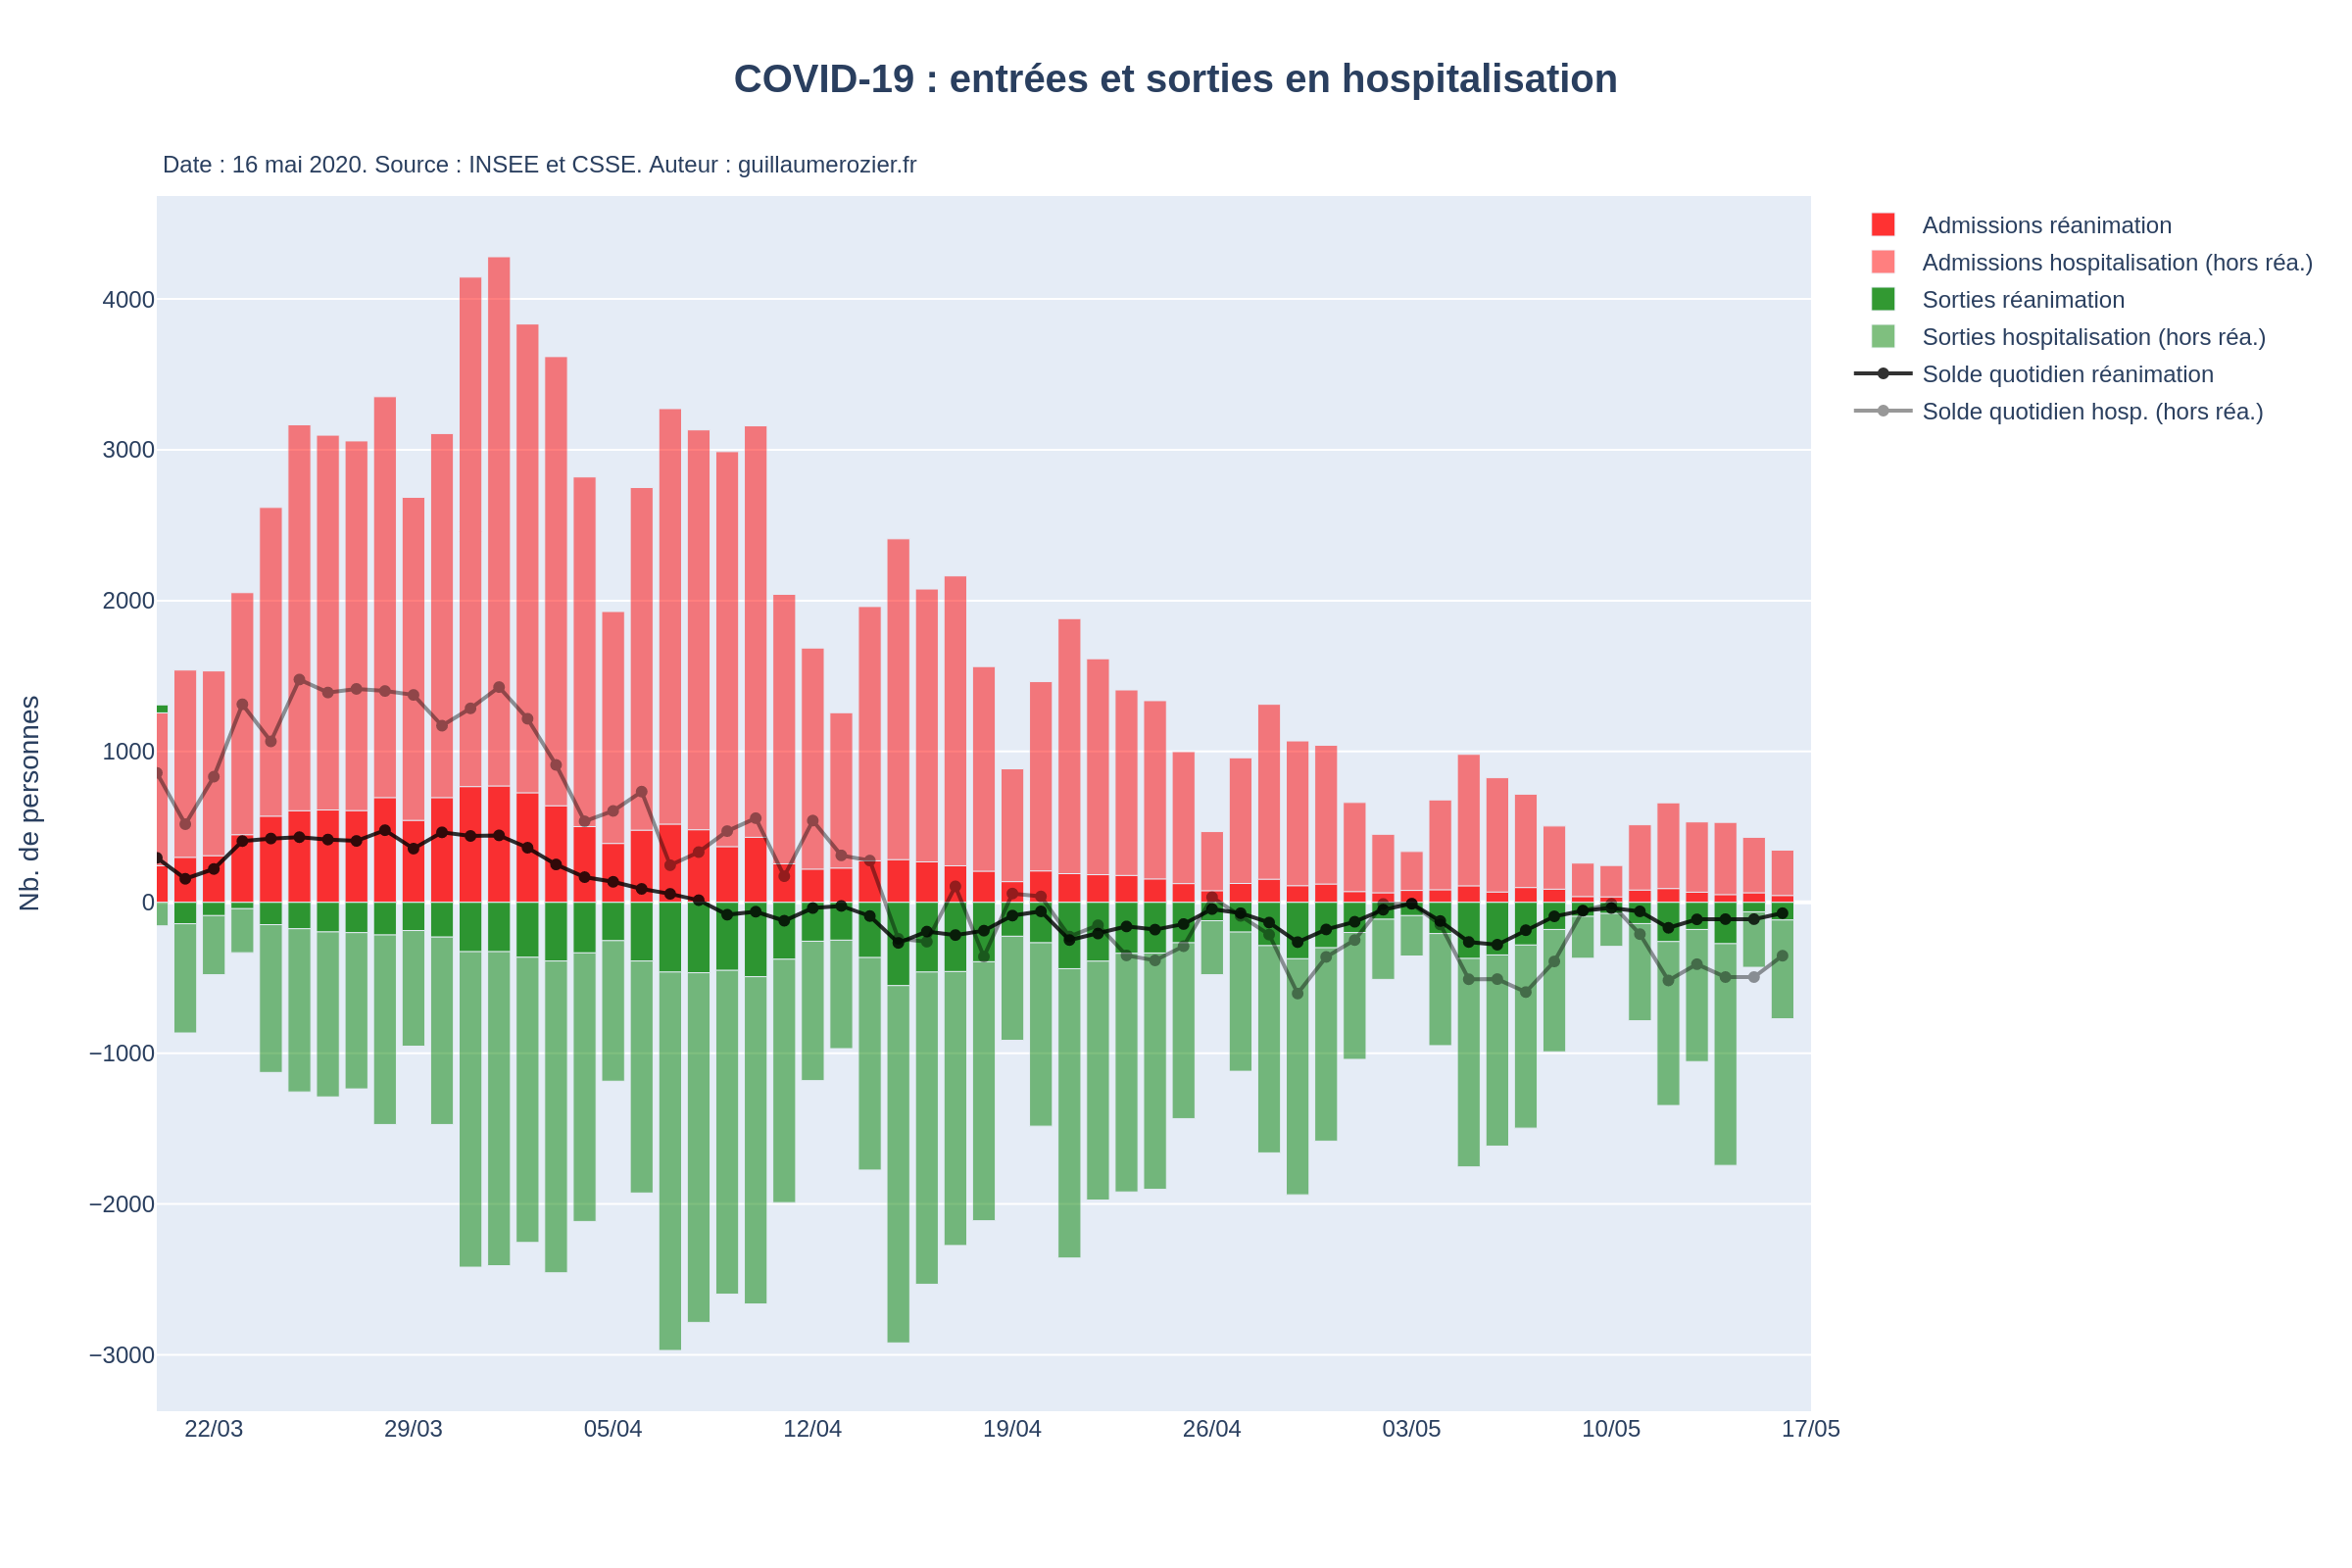 COVID-19 : entrées et sorties en hospitalisation
Date : 16 mai 2020. Source : INSEE et CSSE. Auteur : guillaumerozier.fr
Admissions réanimation
Admissions hospitalisation (hors réa.)
Sorties réanimation
Sorties hospitalisation (hors réa.)
Solde quotidien réanimation
Solde quotidien hosp. (hors réa.)
Nb. de personnes
4000
3000
2000
1000
0
−1000
−2000
−3000
22/03 29/03 05/04 12/04 19/04 26/04 03/05 10/05 17/05